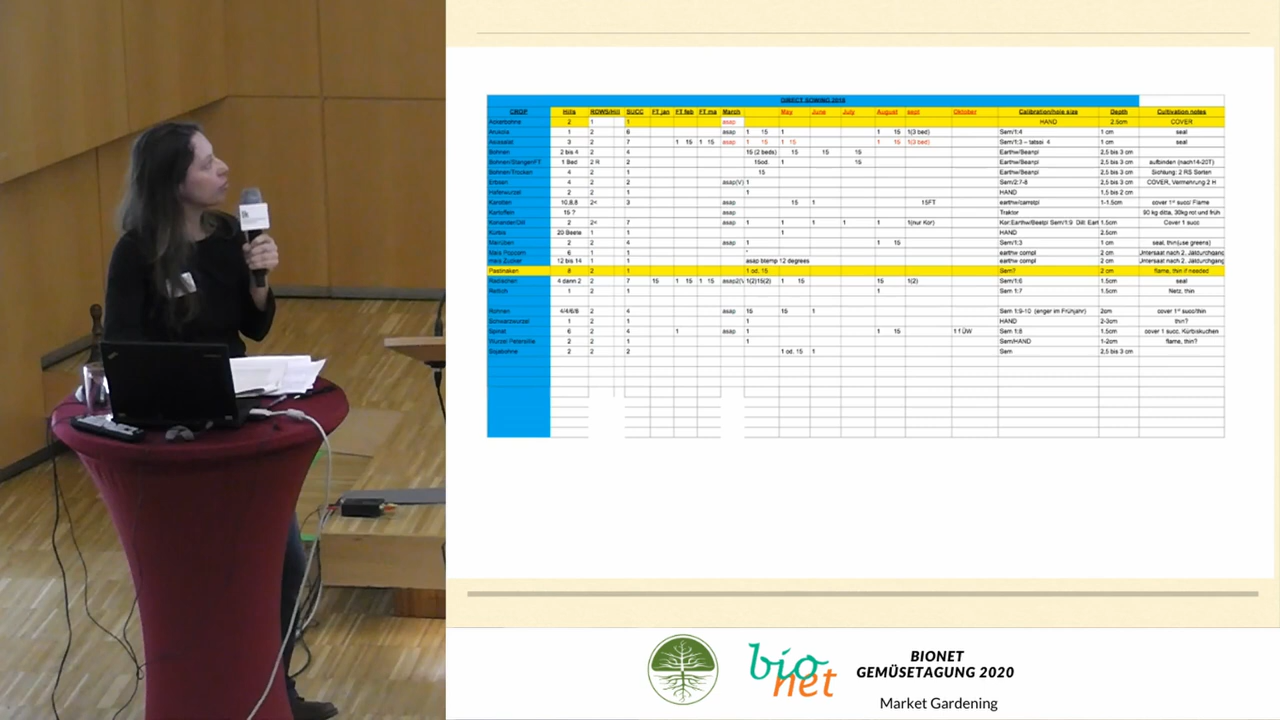 DIRECT SOWING 2019
CROP Hills ROWS/Hill SUCC FT jan FT feb FT ma March May June July August sept Oktober Calibration/hole size Depth Cultivation notes
Ackerbohne 2 1 1 asap HAND 2.5cm COVER
Arukola 1 2 6 asap 1 15 1 1 15 1(3 bed) Sem/1:4 1 cm seal
Asiasalat 3 2 7 1 15 1 15 asap 1 15 1 15 1 15 1(3 bed) Sem/1:3 – tatsoi 4 1 cm seal
Bohnen 2 bis 4 2 4 15 (2 beds) 15 15 15 Earthw/Beanpl 2,5 bis 3 cm
Bohnen/Stangen/FT 1 Bed 2 R 2 15od. 1 15 Earthw/Beanpl 2,5 bis 3 cm aufbinden (nach14-20T)
Bohnen/Trocken 4 2 1 15 Earthw/Beanpl 2,5 bis 3 cm Sichtung: 2 RS Sorten
Erbsen 4 2 2 asap(V) 1 Sem/2:7-8 2,5 bis 3 cm COVER, Vermehrung 2 H
Haferwurzel 2 2 1 1 HAND 1,5 bis 2 cm
Karotten 10,8,8 2< 3 asap 15 1 15FT earthw/carrotpl 1-1.5cm cover 1st succ/ Flame
Kartoffeln 15 ? asap Traktor 90 kg ditta, 30kg rot und früh
Koriander/Dill 2 2< 7 asap 1 1 1 1 1 1(nur Kor) Kor:Earthw/Beetpl Sem/1:9 Dill: Eart 1.5cm Cover 1 succ
Kürbis 20 Beete 1 1 1 HAND 2.5cm
Mairüben 2 2 4 asap 1 1 15 Sem/1:3 1 cm seal, thin(use greens)
Mais Popcorn 6 1 1 " earthw compl 2 cm Untersaat nach 2. Jätdurchgang
mais Zucker 12 bis 14 1 1 asap btemp 12 degrees earthw compl 2 cm Untersaat nach 2. Jätdurchgang
Pastinaken 8 2 1 1 od. 15 Sem? 2 cm flame, thin if needed
Radieschen 4 dann 2 2 7 15 1 15 1 15 asap2(V 1(2)15(2) 1 15 15 1(2) Sem/1:6 1.5cm seal
Rettich 1 2 1 1 Sem 1:7 1.5cm Netz, thin
Rohnen 4/4/6/8 2 4 asap 15 15 1 Sem 1:9-10 (enger im Frühjahr) 2cm cover 1st succ/thin
Schwarzwurzel 1 2 1 1 HAND 2-3cm thin?
Spinat 6 2 4 1 asap 1 1 15 1 f ÜW Sem 1:8 1.5cm cover 1 succ. Kürbiskuchen
Wurzel Petersilie 2 2 1 1 Sem/HAND 1-2cm flame, thin?
Sojabohne 2 2 2 1 od. 15 1 Sem 2,5 bis 3 cm
bio
net
BIONET
GEMÜSETAGUNG 2020
Market Gardening